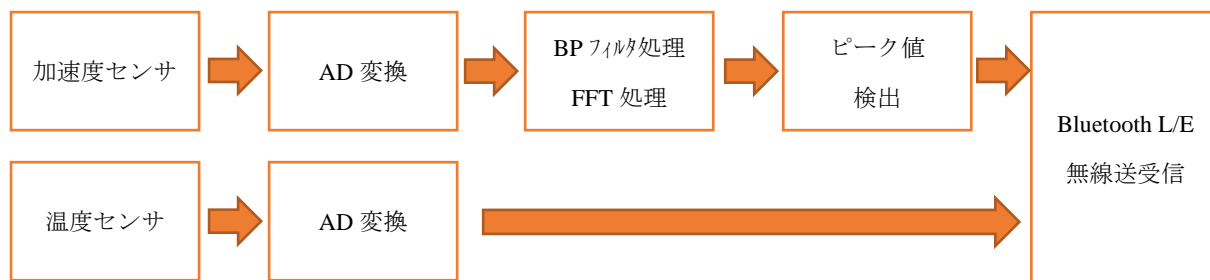 加速度センサ
AD 変換
BP ﾌｨﾙﾀ処理
FFT 処理
ピーク値
検出
Bluetooth L/E
無線送受信
温度センサ
AD 変換